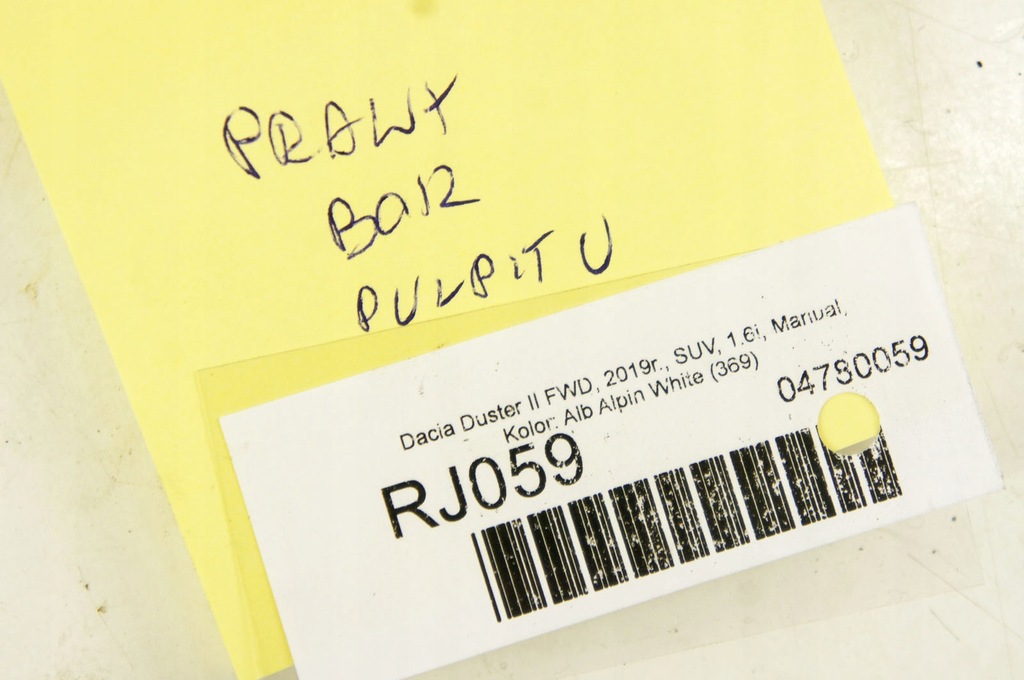 PRAWY
BOK
PULPITU
Dacia Duster II FWD, 2019r., SUV, 1.6i, Manual,
Kolor: Alb Alpin White (369)
04780059
RJ059